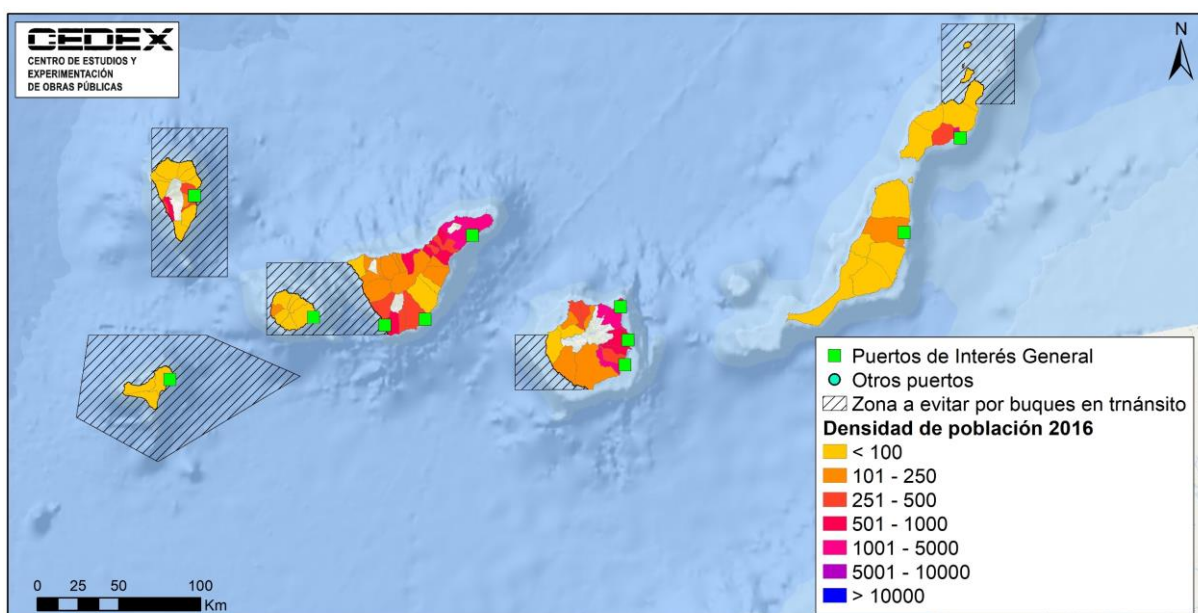 CEDEX
CENTRO DE ESTUDIOS Y
EXPERIMENTACIÓN
DE OBRAS PÚBLICAS
N
Puertos de Interés General
Otros puertos
Zona a evitar por buques en trnánsito
Densidad de población 2016
< 100
101 - 250
251 - 500
501 - 1000
1001 - 5000
5001 - 10000
> 10000
0 25 50 100
Km